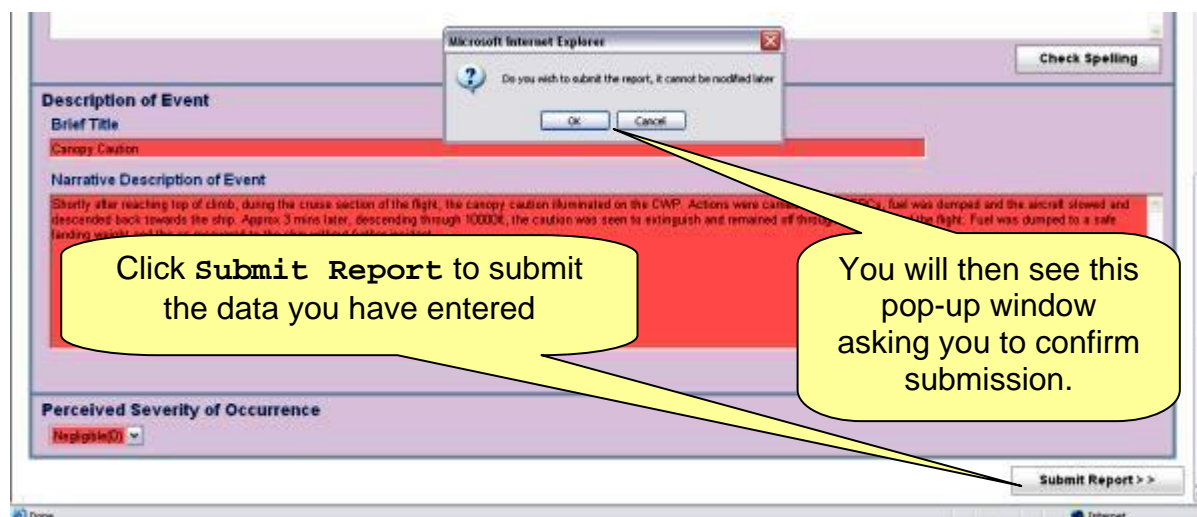 Microsoft Internet Explorer
Do you wish to submit the report, it cannot be modified later
OK Cancel
Check Spelling
Description of Event
Brief Title
Canopy Caution
Narrative Description of Event
Shortly after reaching top of climb, during the cruise section of the flight, the canopy caution illuminated on the CWP. Actions were fuel was dumped and the aircraft slowed and
descended back towards the ship. Approx 3 mins later, descending through 10000ft, the caution was seen to extinguish and remained off the flight. Fuel was dumped to a safe
landing weight and the
Click Submit Report to submit
the data you have entered
You will then see this
pop-up window
asking you to confirm
submission.
Perceived Severity of Occurrence
Negligible(D)
Submit Report > >
Done
Internet